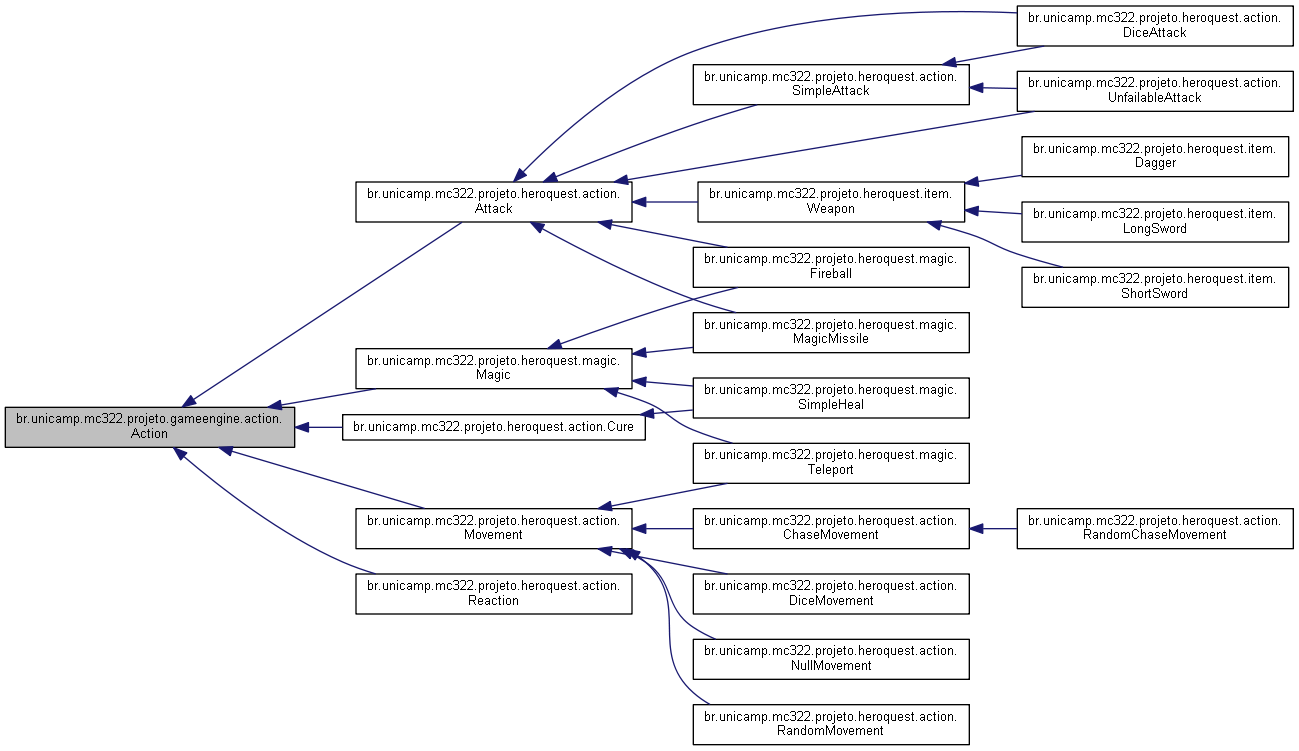 br.unicamp.mc322.projeto.heroquest.action.
DiceAttack
br.unicamp.mc322.projeto.heroquest.action.
SimpleAttack
br.unicamp.mc322.projeto.heroquest.action.
UnfailableAttack
br.unicamp.mc322.projeto.heroquest.item.
Dagger
br.unicamp.mc322.projeto.heroquest.action.
Attack
br.unicamp.mc322.projeto.heroquest.item.
Weapon
br.unicamp.mc322.projeto.heroquest.item.
LongSword
br.unicamp.mc322.projeto.heroquest.magic.
Fireball
br.unicamp.mc322.projeto.heroquest.item.
ShortSword
br.unicamp.mc322.projeto.heroquest.magic.
MagicMissile
br.unicamp.mc322.projeto.heroquest.magic.
Magic
br.unicamp.mc322.projeto.heroquest.magic.
SimpleHeal
br.unicamp.mc322.projeto.gameengine.action.
Action
br.unicamp.mc322.projeto.heroquest.action.Cure
br.unicamp.mc322.projeto.heroquest.magic.
Teleport
br.unicamp.mc322.projeto.heroquest.action.
Movement
br.unicamp.mc322.projeto.heroquest.action.
ChaseMovement
br.unicamp.mc322.projeto.heroquest.action.
RandomChaseMovement
br.unicamp.mc322.projeto.heroquest.action.
Reaction
br.unicamp.mc322.projeto.heroquest.action.
DiceMovement
br.unicamp.mc322.projeto.heroquest.action.
NullMovement
br.unicamp.mc322.projeto.heroquest.action.
RandomMovement